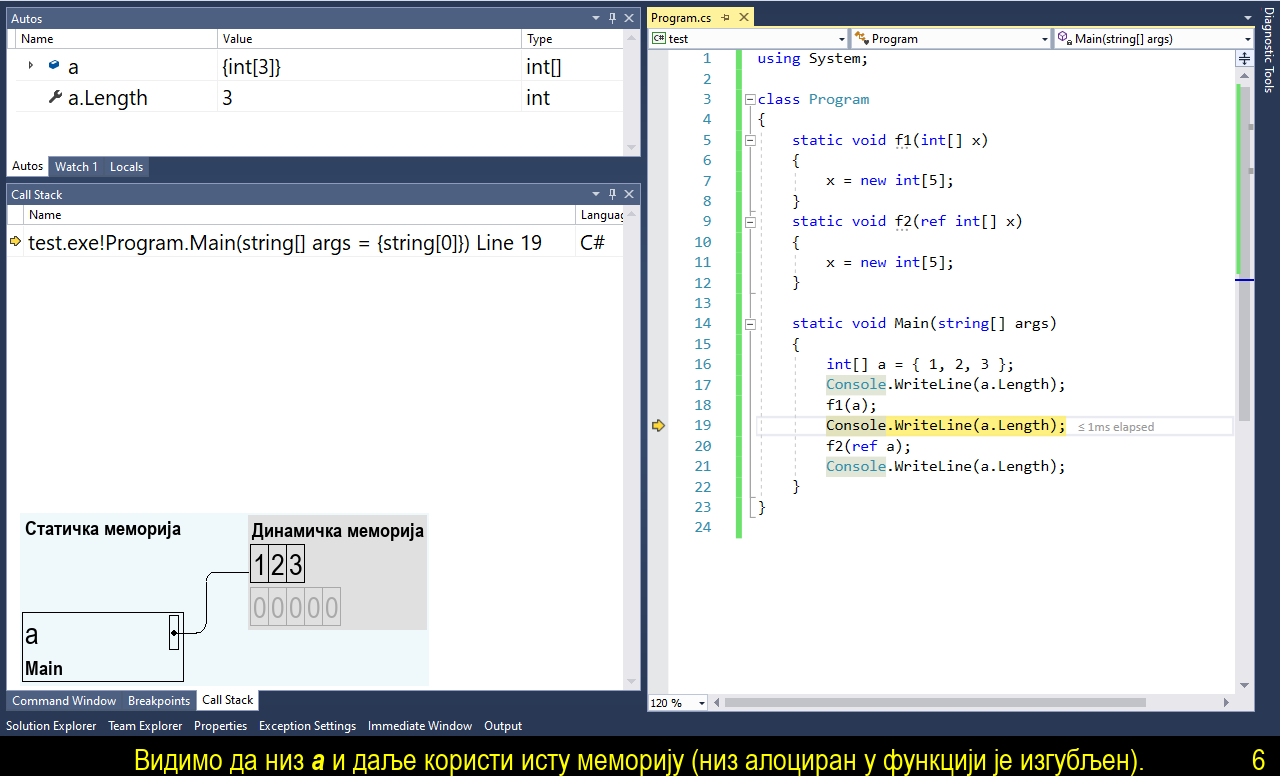 Autos
Name Value Type
a {int[3]} int[]
a.Length 3 int
Autos Watch 1 Locals
Call Stack
Name Languag
test.exe!Program.Main(string[] args = {string[0]}) Line 19 C#
Статичка меморија
Динамичка меморија
1 2 3
0 0 0 0 0
a
Main
Command Window Breakpoints Call Stack
Solution Explorer Team Explorer Properties Exception Settings Immediate Window Output
Program.cs
C# test Program Main(string[] args)
1 using System;
2
3 class Program
4 {
5 static void f1(int[] x)
6 {
7 x = new int[5];
8 }
9 static void f2(ref int[] x)
10 {
11 x = new int[5];
12 }
13
14 static void Main(string[] args)
15 {
16 int[] a = { 1, 2, 3 };
17 Console.WriteLine(a.Length);
18 f1(a);
19 Console.WriteLine(a.Length); ≤ 1ms elapsed
20 f2(ref a);
21 Console.WriteLine(a.Length);
22 }
23 }
24
120 %
Diagnostic Tools
Видимо да низ a и даље користи исту меморију (низ алоциран у функцији је изгубљен). 6